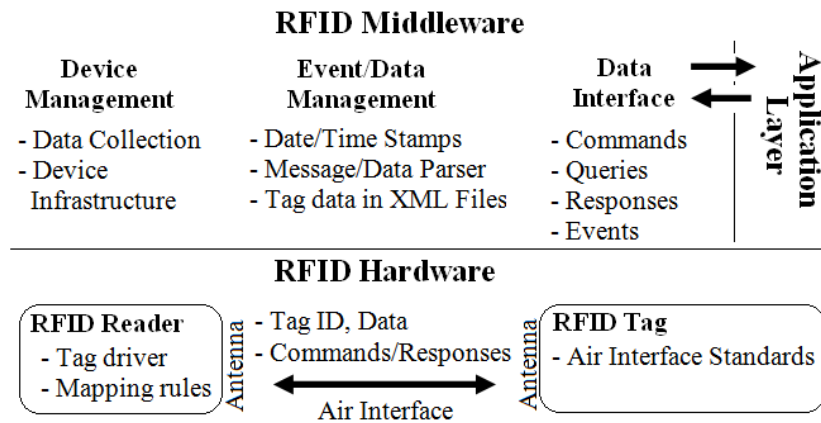 RFID Middleware
Device
Management
- Data Collection
- Device
Infrastructure
Event/Data
Management
- Date/Time Stamps
- Message/Data Parser
- Tag data in XML Files
Data
Interface
- Commands
- Queries
- Responses
- Events
Application
Layer
RFID Hardware
RFID Reader
- Tag driver
- Mapping rules
Antenna
- Tag ID, Data
- Commands/Responses
Air Interface
Antenna
RFID Tag
- Air Interface Standards